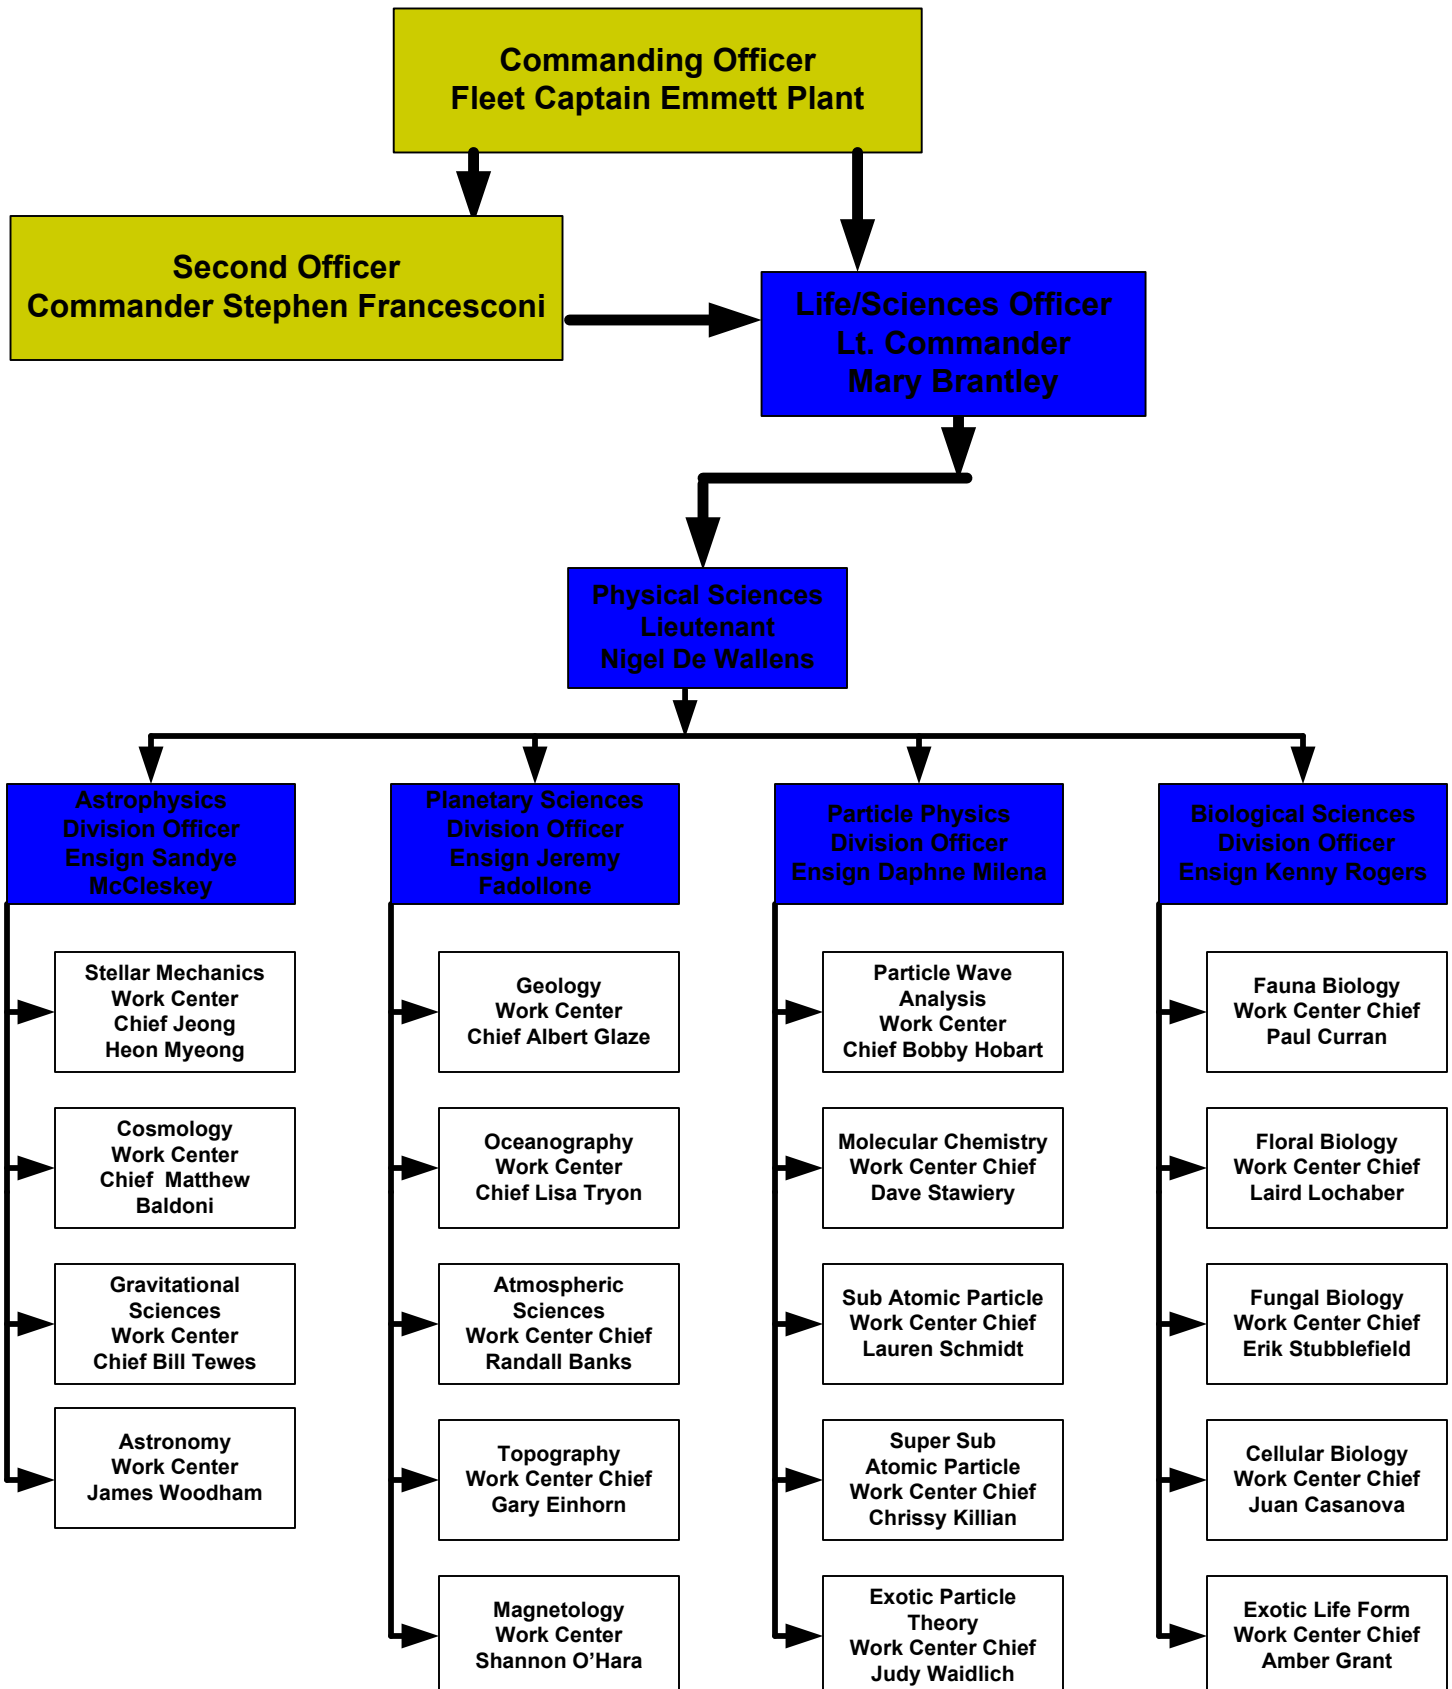 Commanding Officer
Fleet Captain Emmett Plant
Second Officer
Commander Stephen Francesconi
Life/Sciences Officer
Lt. Commander
Mary Brantley
Physical Sciences
Lieutenant
Nigel De Wallens
Astrophysics
Division Officer
Ensign Sandye
McCleskey
Stellar Mechanics
Work Center
Chief Jeong
Heon Myeong
Cosmology
Work Center
Chief  Matthew
Baldoni
Gravitational
Sciences
Work Center
Chief Bill Tewes
Astronomy
Work Center
James Woodham
Planetary Sciences
Division Officer
Ensign Jeremy
Fadollone
Geology
Work Center
Chief Albert Glaze
Oceanography
Work Center
Chief Lisa Tryon
Atmospheric
Sciences
Work Center Chief
Randall Banks
Topography
Work Center Chief
Gary Einhorn
Magnetology
Work Center
Shannon O'Hara
Particle Physics
Division Officer
Ensign Daphne Milena
Particle Wave
Analysis
Work Center
Chief Bobby Hobart
Molecular Chemistry
Work Center Chief
Dave Stawiery
Sub Atomic Particle
Work Center Chief
Lauren Schmidt
Super Sub
Atomic Particle
Work Center Chief
Chrissy Killian
Exotic Particle
Theory
Work Center Chief
Judy Waidlich
Biological Sciences
Division Officer
Ensign Kenny Rogers
Fauna Biology
Work Center Chief
Paul Curran
Floral Biology
Work Center Chief
Laird Lochaber
Fungal Biology
Work Center Chief
Erik Stubblefield
Cellular Biology
Work Center Chief
Juan Casanova
Exotic Life Form
Work Center Chief
Amber Grant